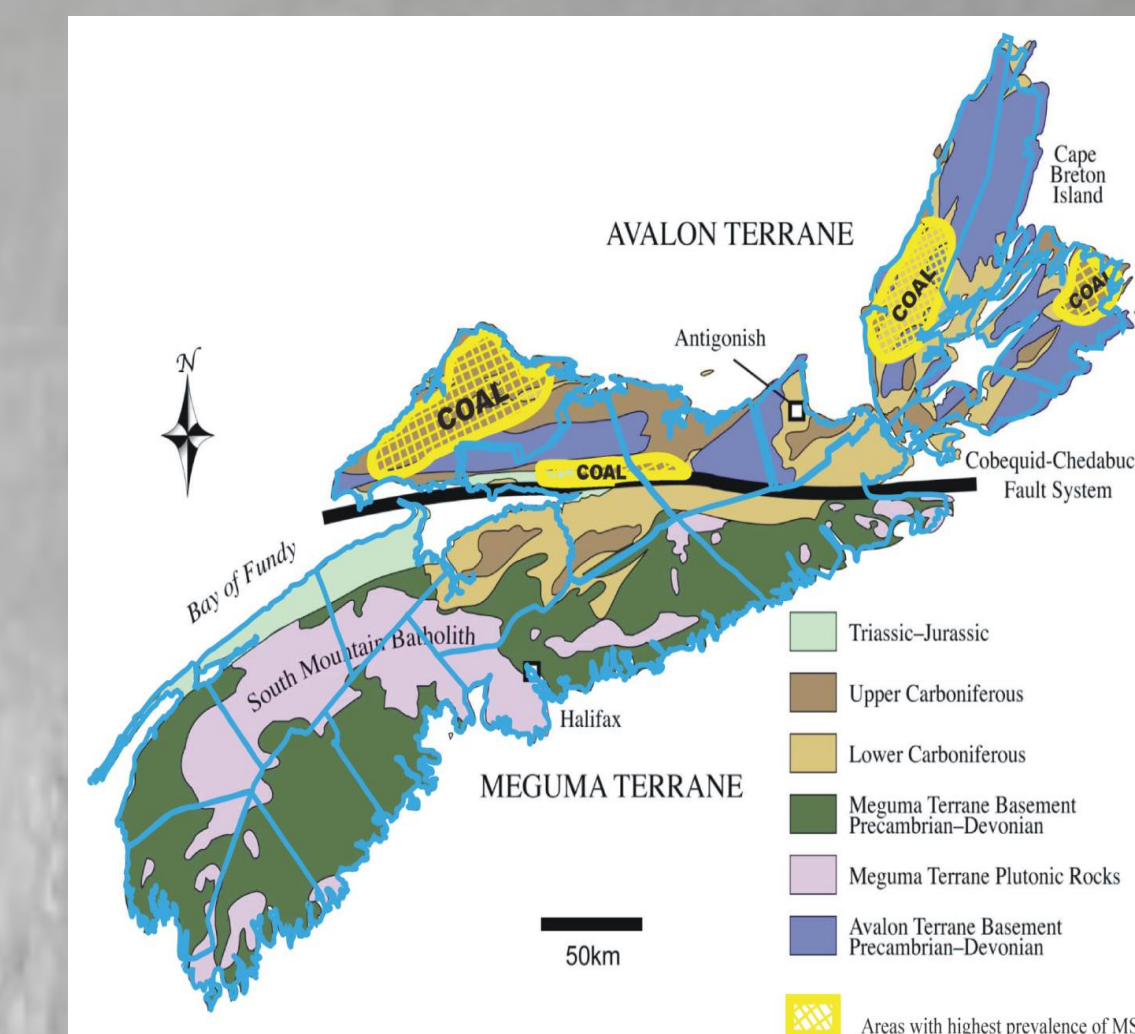 Cape
Breton
Island
AVALON TERRANE
COAL
COAL
Antigonish
N
COAL
COAL
Cobequid-Chedabuc
Fault System
Bay of Fundy
South Mountain Batholith
Halifax
MEGUMA TERRANE
Triassic–Jurassic
Upper Carboniferous
Lower Carboniferous
Meguma Terrane Basement
Precambrian–Devonian
Meguma Terrane Plutonic Rocks
Avalon Terrane Basement
Precambrian–Devonian
50km
Areas with highest prevalence of MS